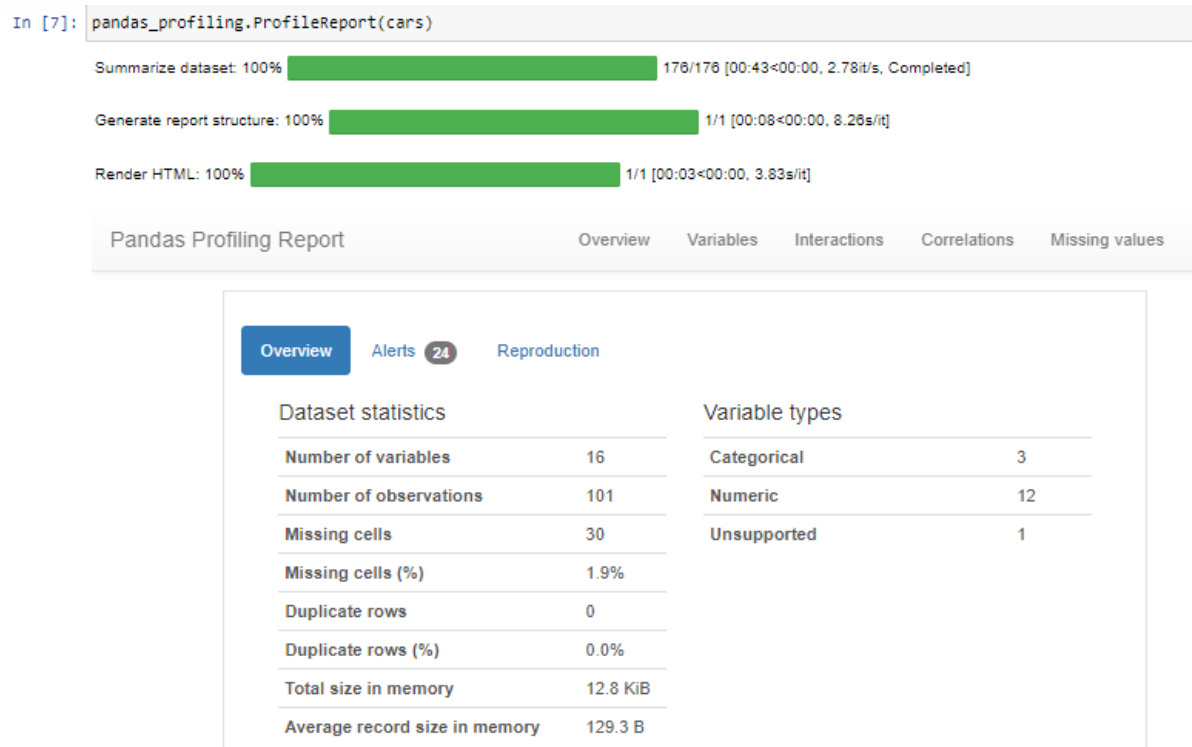 In [7]: pandas_profiling.ProfileReport(cars)
Summarize dataset: 100% 176/176 [00:43<00:00, 2.78it/s, Completed]
Generate report structure: 100% 1/1 [00:08<00:00, 8.26s/it]
Render HTML: 100% 1/1 [00:03<00:00, 3.83s/it]
Pandas Profiling Report Overview Variables Interactions Correlations Missing values
Overview Alerts 24 Reproduction
Dataset statistics
Number of variables 16
Number of observations 101
Missing cells 30
Missing cells (%) 1.9%
Duplicate rows 0
Duplicate rows (%) 0.0%
Total size in memory 12.8 KiB
Average record size in memory 129.3 B
Variable types
Categorical 3
Numeric 12
Unsupported 1